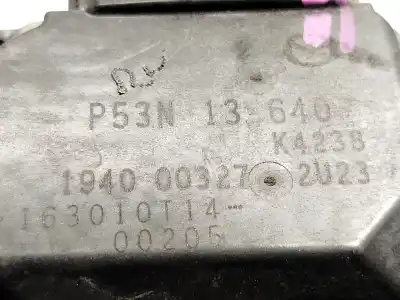 P53N 13 640
K4238
1940 00327 2U23
163010T14
00205